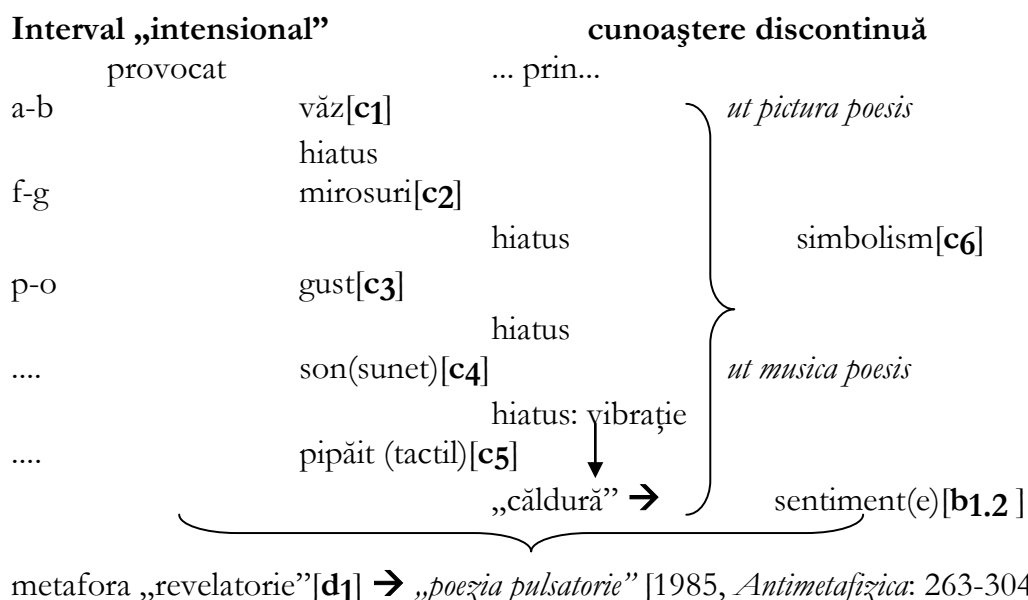 Interval „intensional” cunoaştere discontinuă
provocat ... prin...
a-b văz[c1] ut pictura poesis
hiatus
f-g mirosuri[c2]
hiatus simbolism[c6]
p-o gust[c3]
hiatus
.... son(sunet)[c4] ut musica poesis
hiatus: vibraţie
.... pipăit (tactil)[c5]
„căldură” → sentiment(e)[b1.2 ]
metafora „revelatorie”[d1] → „poezia pulsatorie” [1985, Antimetafizica: 263-304